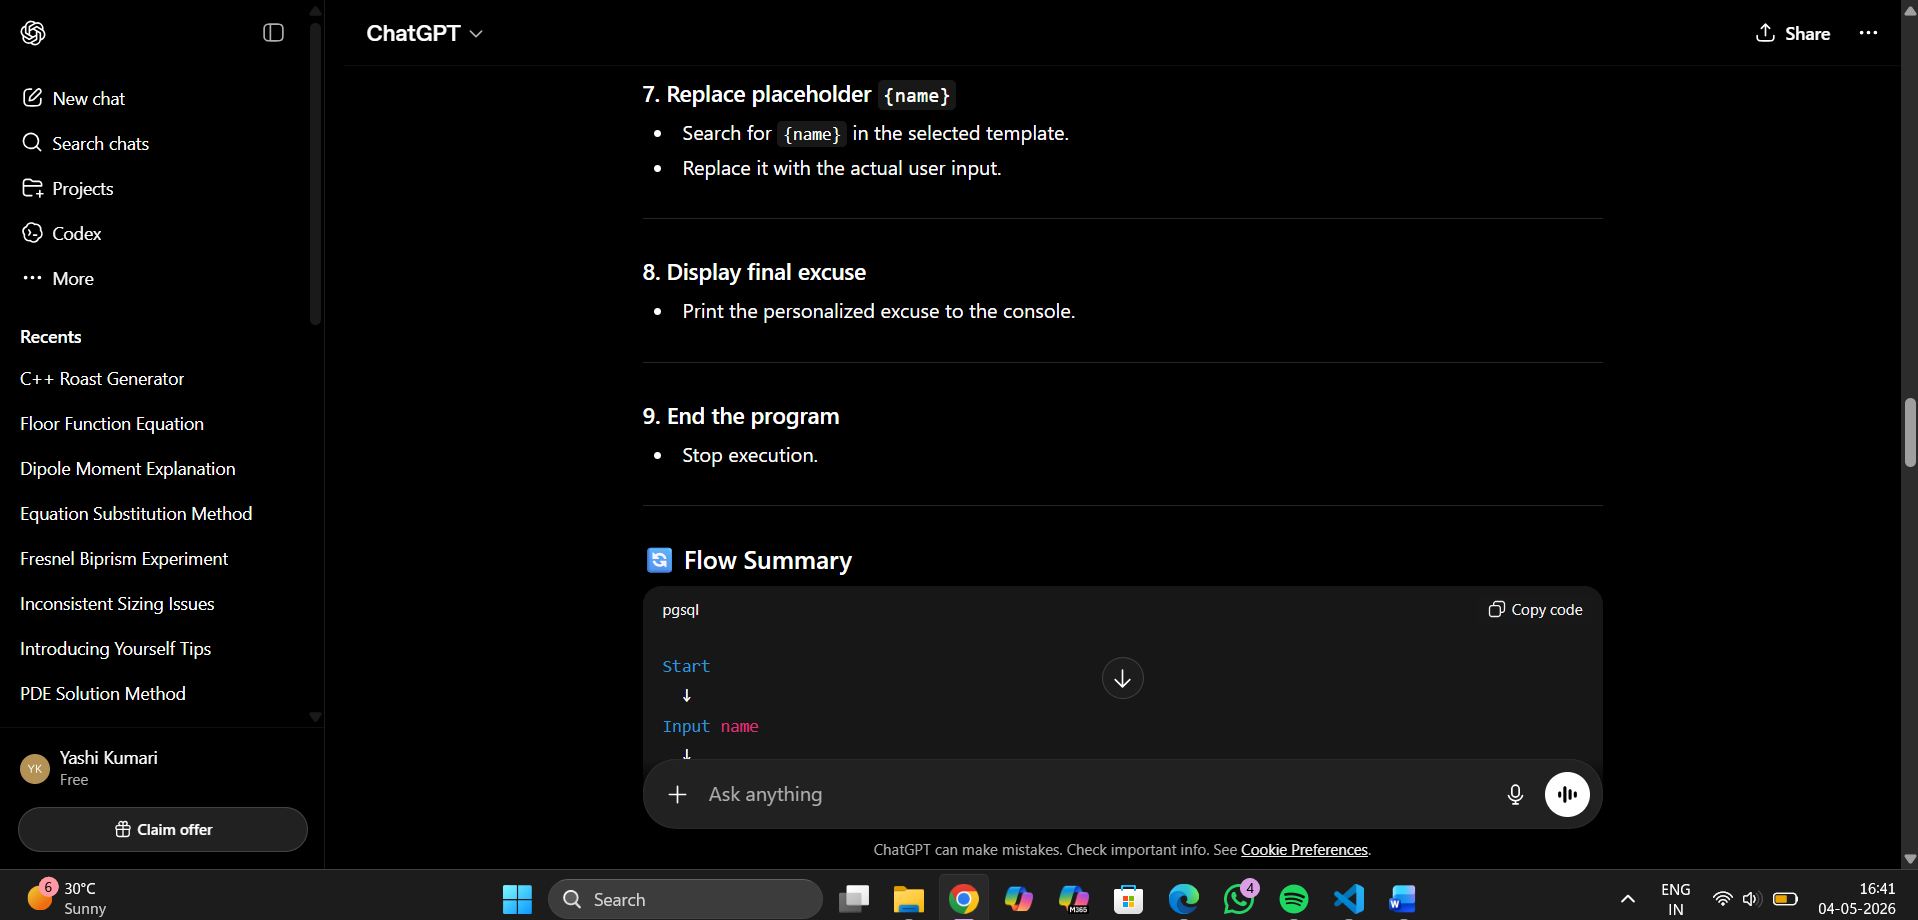 ChatGPT
Share
New chat
Search chats
Projects
Codex
More
Recents
C++ Roast Generator
Floor Function Equation
Dipole Moment Explanation
Equation Substitution Method
Fresnel Biprism Experiment
Inconsistent Sizing Issues
Introducing Yourself Tips
PDE Solution Method
YK
Yashi Kumari
Free
Claim offer
7. Replace placeholder {name}
• Search for {name} in the selected template.
• Replace it with the actual user input.
8. Display final excuse
• Print the personalized excuse to the console.
9. End the program
• Stop execution.
Flow Summary
pgsql
Copy code
Start
↓
Input name
↓
Ask anything
ChatGPT can make mistakes. Check important info. See Cookie Preferences.
6
30°C
Sunny
Search
M365
4
W
ENG
IN
16:41
04-05-2026